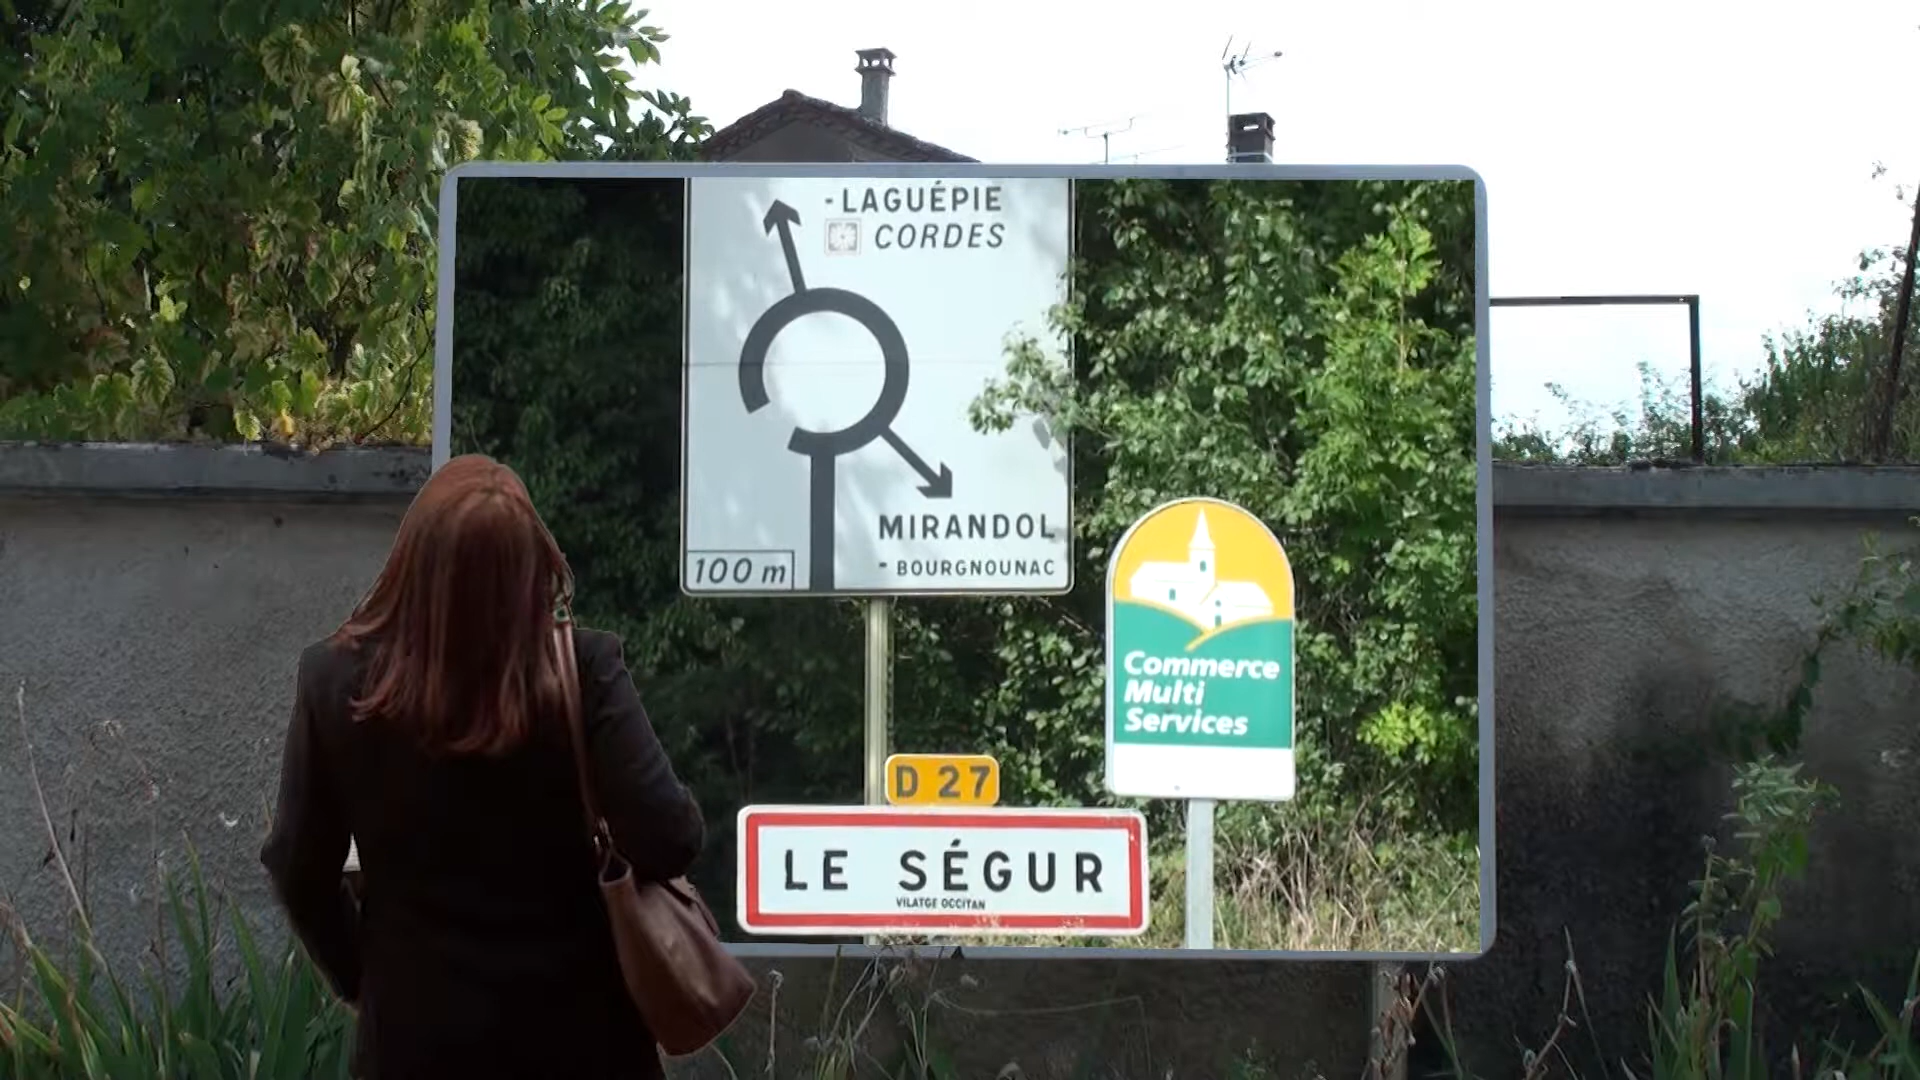 -LAGUÉPIE
CORDES
MIRANDOL
- BOURGNOUNAC
100 m
Commerce
Multi
Services
D 27
LE SÉGUR
VILATGE OCCITAN